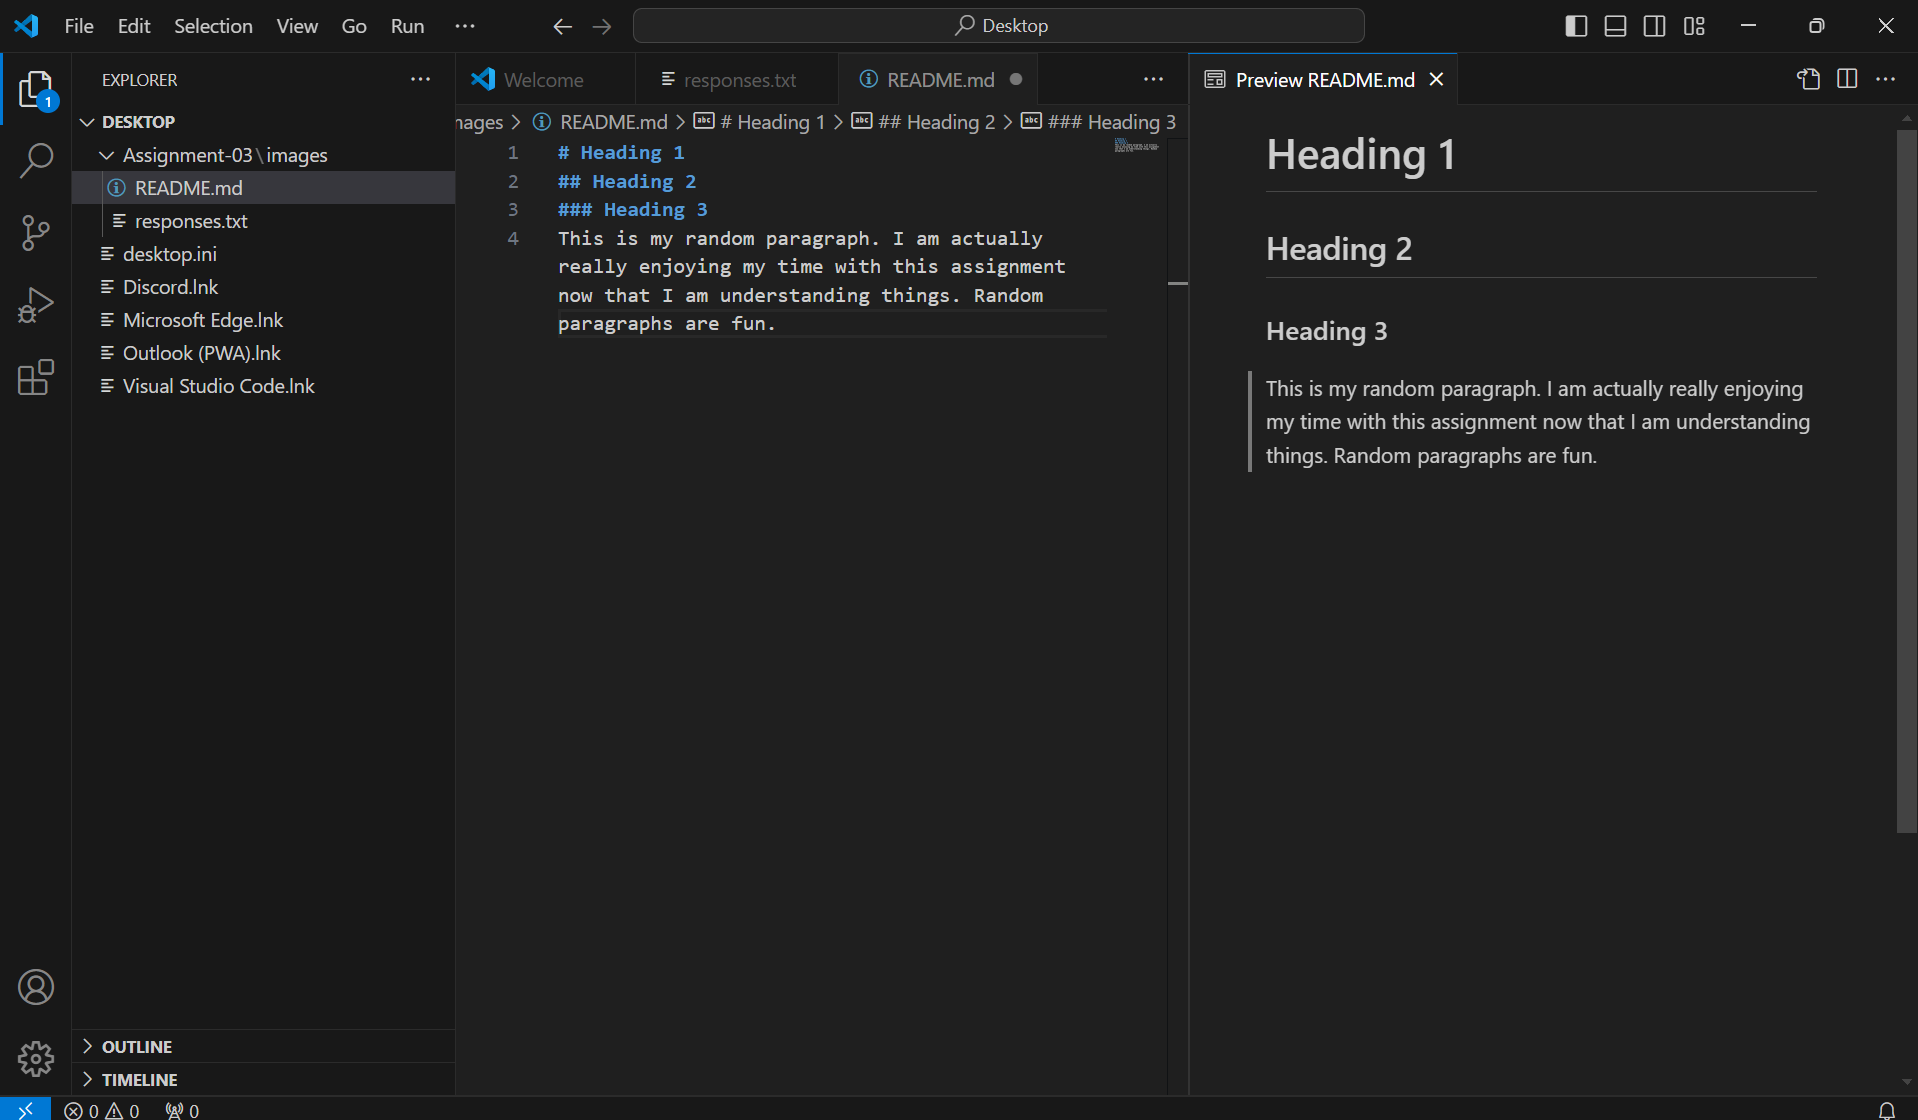 File Edit Selection View Go Run
Desktop
EXPLORER
DESKTOP
Assignment-03\images
README.md
responses.txt
desktop.ini
Discord.lnk
Microsoft Edge.lnk
Outlook (PWA).lnk
Visual Studio Code.lnk
OUTLINE
TIMELINE
1
Welcome
responses.txt
README.md
nages > README.md > # Heading 1 > ## Heading 2 > ### Heading 3
1 # Heading 1
2 ## Heading 2
3 ### Heading 3
4 This is my random paragraph. I am actually
really enjoying my time with this assignment
now that I am understanding things. Random
paragraphs are fun.
Preview README.md
Heading 1
Heading 2
Heading 3
This is my random paragraph. I am actually really enjoying
my time with this assignment now that I am understanding
things. Random paragraphs are fun.
0 0 0